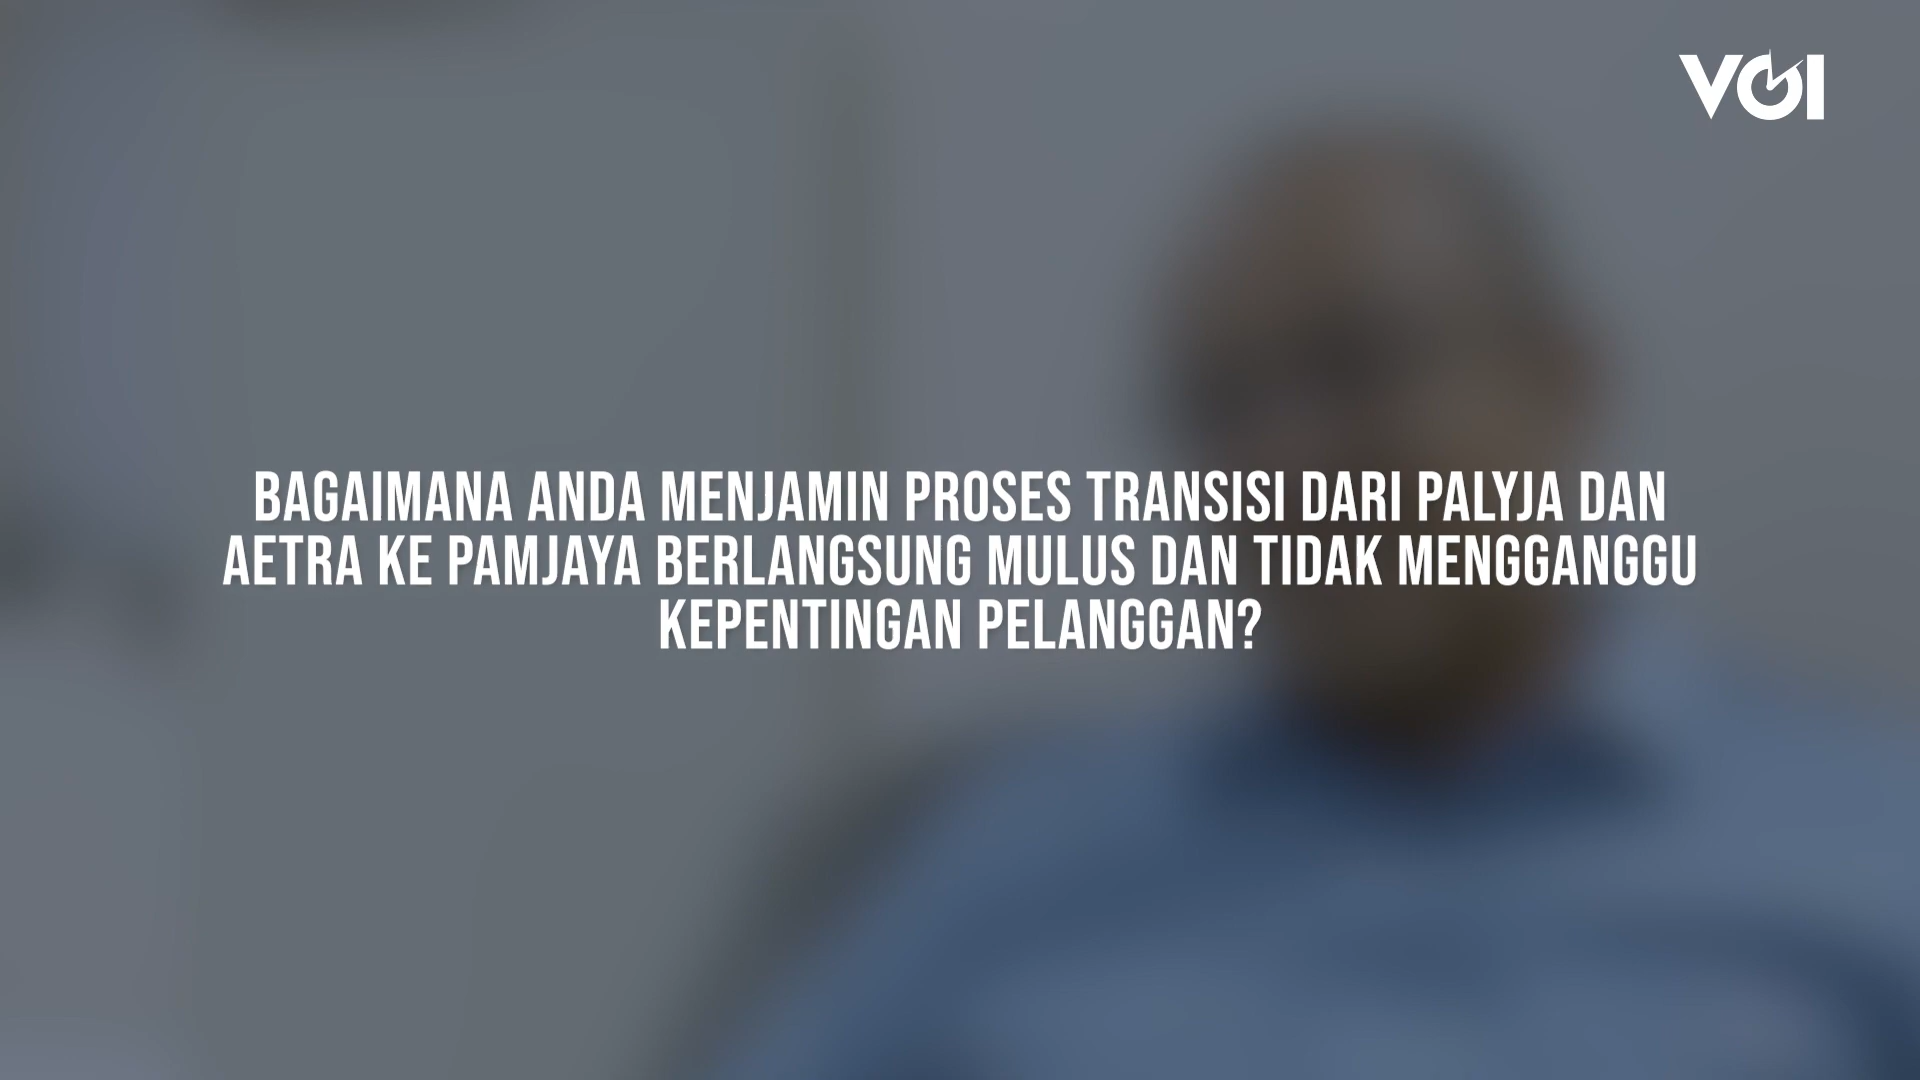 VOI
BAGAIMANA ANDA MENJAMIN PROSES TRANSISI DARI PALYJA DAN
AETRA KE PAMJAYA BERLANGSUNG MULUS DAN TIDAK MENGGANGGU
KEPENTINGAN PELANGGAN?